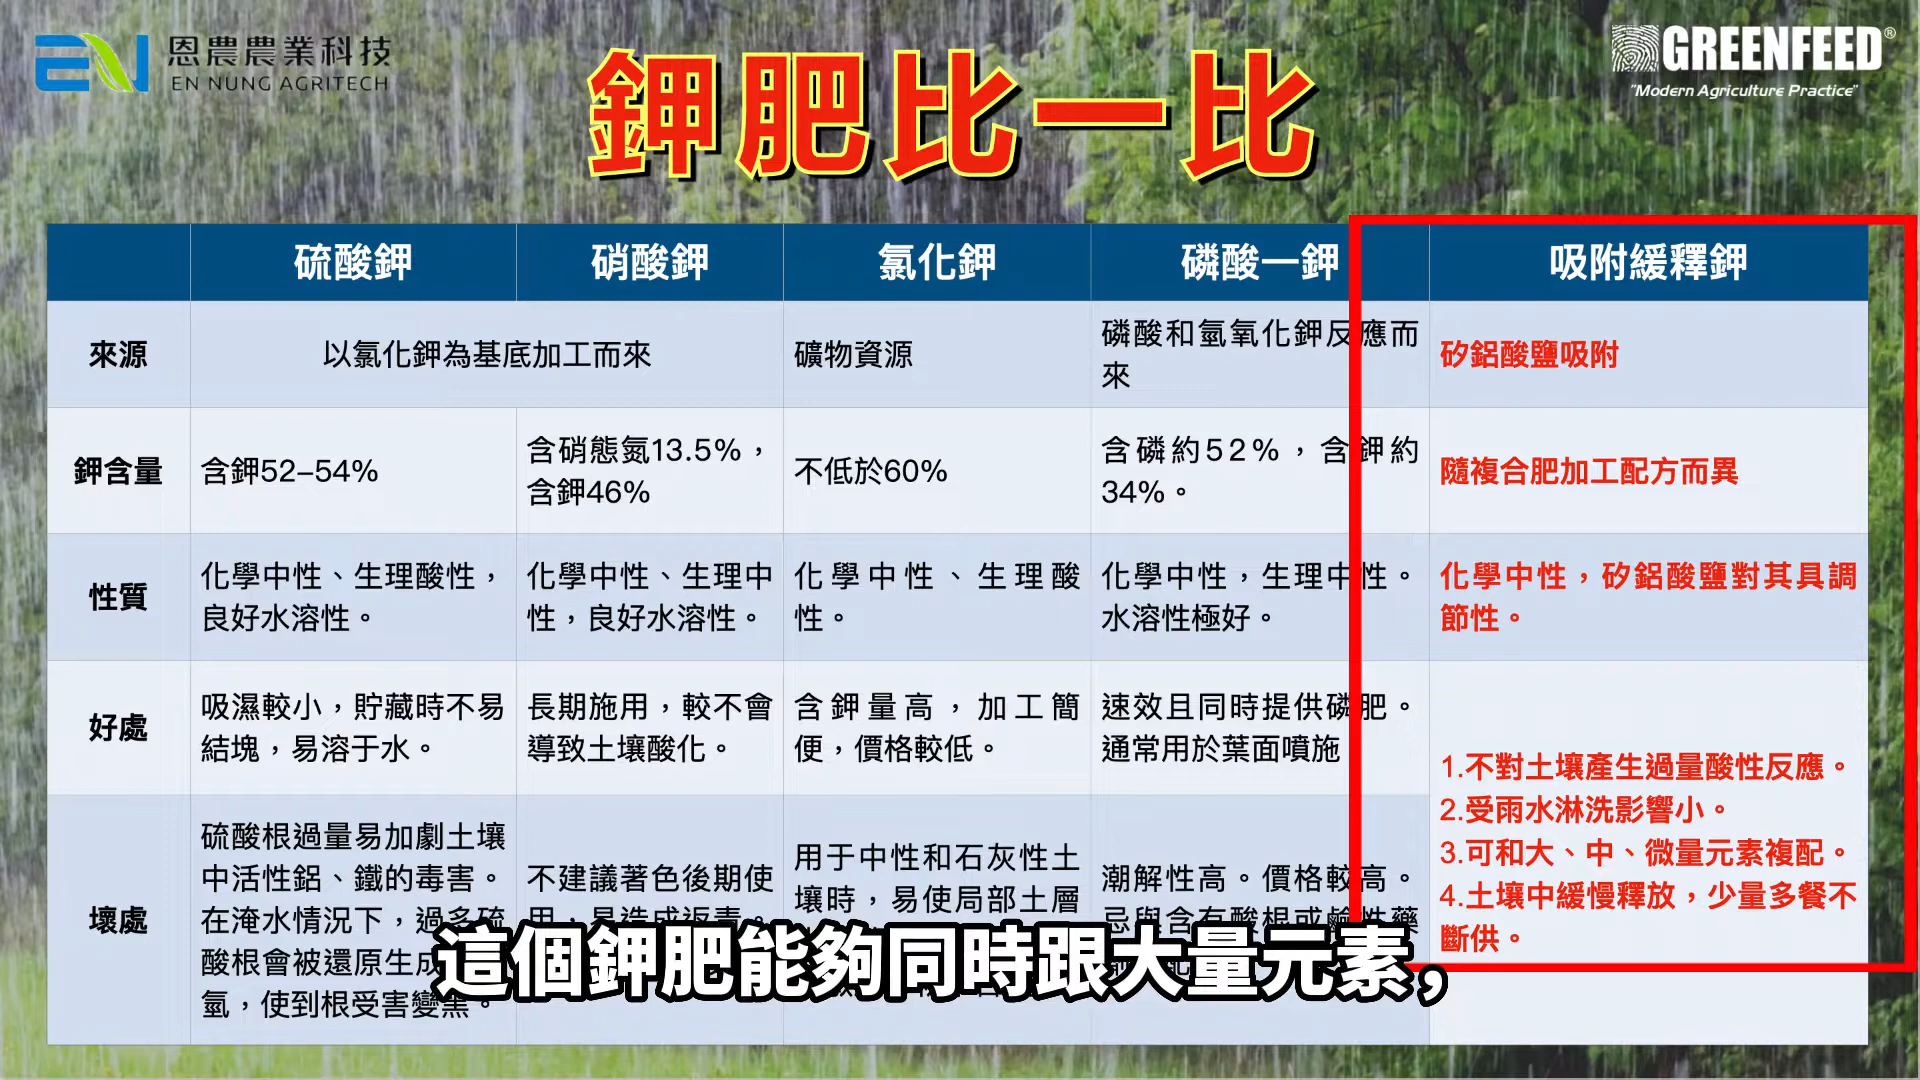 恩農農業科技
EN NUNG AGRITECH
GREENFEED®
"Modern Agriculture Practice"
鉀肥比一比
硫酸鉀
硝酸鉀
氯化鉀
磷酸一鉀
吸附緩釋鉀
來源
以氯化鉀為基底加工而來
礦物資源
磷酸和氫氧化鉀反應而
來
矽鋁酸鹽吸附
鉀含量
含鉀52–54%
含硝態氮13.5%，
含鉀46%
不低於60%
含磷約52%，含鉀約
34%。
隨複合肥加工配方而異
性質
化學中性、生理酸性，
良好水溶性。
化學中性、生理中
性，良好水溶性。
化學中性、生理酸
性。
化學中性，生理中性。
水溶性極好。
化學中性，矽鋁酸鹽對其具調
節性。
好處
吸濕較小，貯藏時不易
結塊，易溶于水。
長期施用，較不會
導致土壤酸化。
含鉀量高，加工簡
便，價格較低。
速效且同時提供磷肥。
通常用於葉面噴施
1.不對土壤產生過量酸性反應。
2.受雨水淋洗影響小。
3.可和大、中、微量元素複配。
4.土壤中緩慢釋放，少量多餐不
斷供。
壞處
硫酸根過量易加劇土壤
中活性鋁、鐵的毒害。
在淹水情況下，過多硫
酸根會被還原生成
氫，使到根受害變黑。
不建議著色後期使
用，易造成返青。
用于中性和石灰性土
壤時，易使局部土層
潮解性高。價格較高。
忌與含有酸根或鹼性藥
這個鉀肥能夠同時跟大量元素，